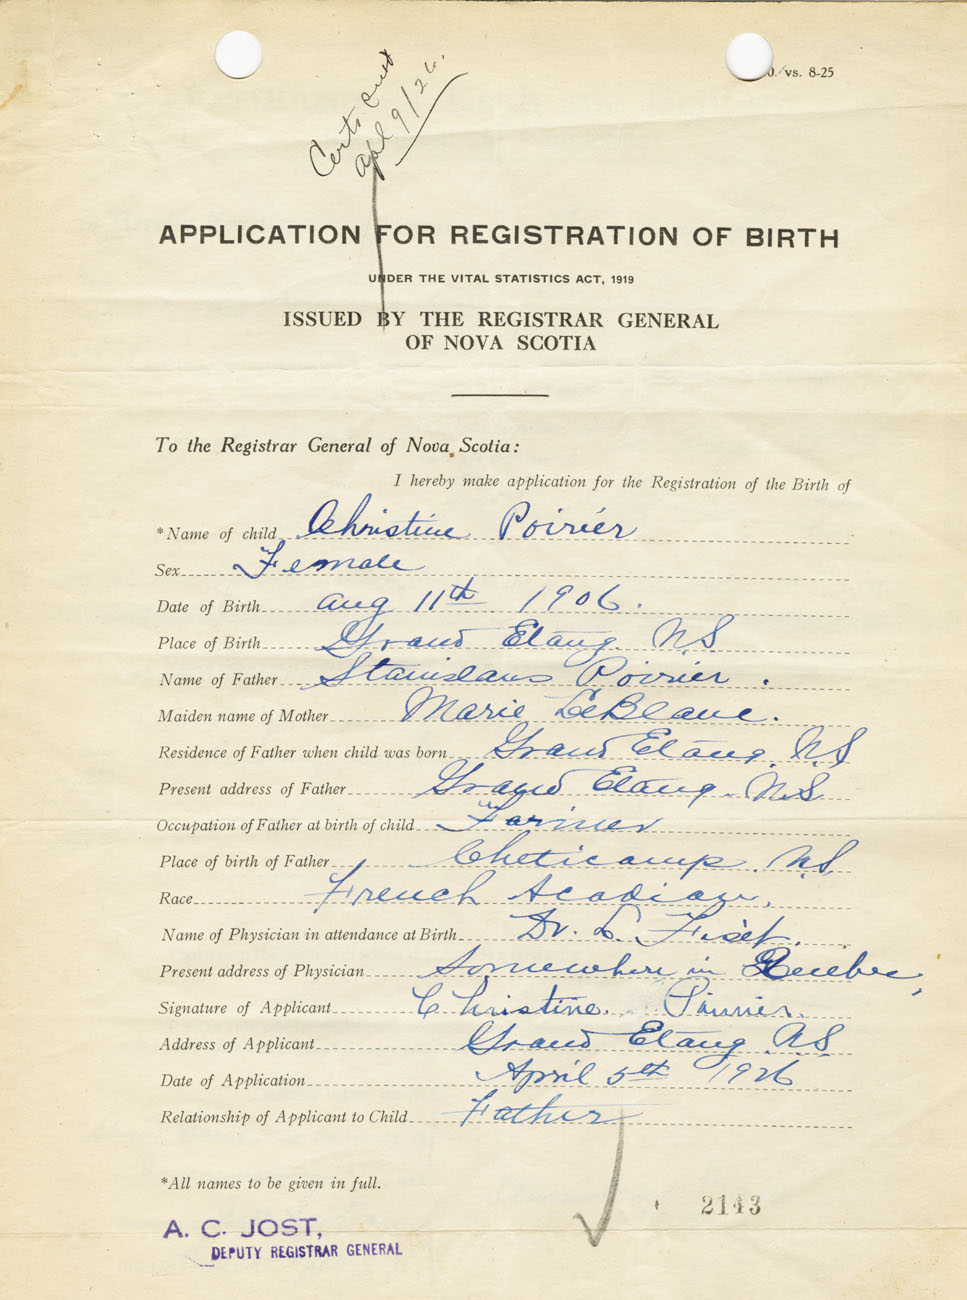 0. vs. 8-25
Certs Card
Apl 9/26.
APPLICATION FOR REGISTRATION OF BIRTH
UNDER THE VITAL STATISTICS ACT, 1919
ISSUED BY THE REGISTRAR GENERAL
OF NOVA SCOTIA
To the Registrar General of Nova Scotia:
I hereby make application for the Registration of the Birth of
*Name of child Christine Poirier
Sex Female
Date of Birth Aug 11th 1906.
Place of Birth Grand Etang. N.S
Name of Father Stanislaus Poirier.
Maiden name of Mother Marie LeBlanc.
Residence of Father when child was born Grand Etang. N.S
Present address of Father Grand Etang. N.S.
Occupation of Father at birth of child Farmer
Place of birth of Father Cheticamp. N.S.
Race French Acadian.
Name of Physician in attendance at Birth Dr. L. Fiset.
Present address of Physician Somewhere in Quebec,
Signature of Applicant Christine. Poirier.
Address of Applicant Grand Etang. N.S.
Date of Application April 5th 1926
Relationship of Applicant to Child Father
*All names to be given in full.
2143
A. C. JOST,
DEPUTY REGISTRAR GENERAL